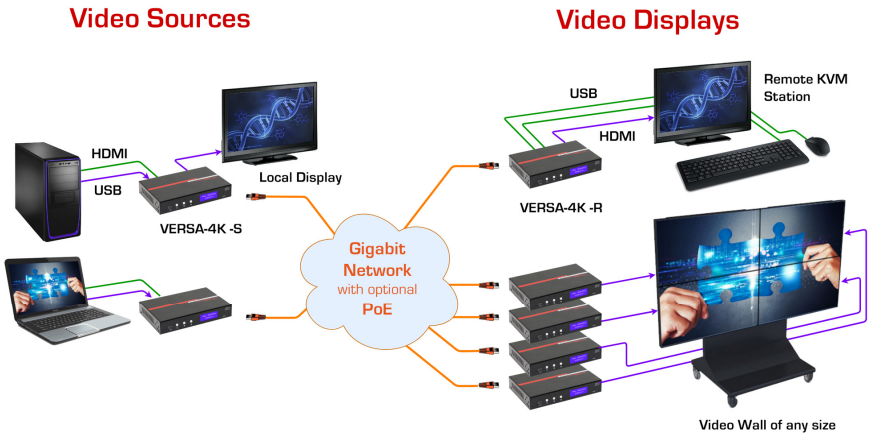 Video Sources
Video Displays
HDMI
USB
Local Display
VERSA-4K -S
USB
HDMI
Remote KVM
Station
VERSA-4K -R
Gigabit
Network
with optional
PoE
Video Wall of any size